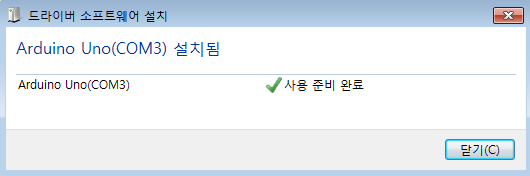 드라이버 소프트웨어 설치
Arduino Uno(COM3) 설치됨
Arduino Uno(COM3) 사용 준비 완료
닫기(C)